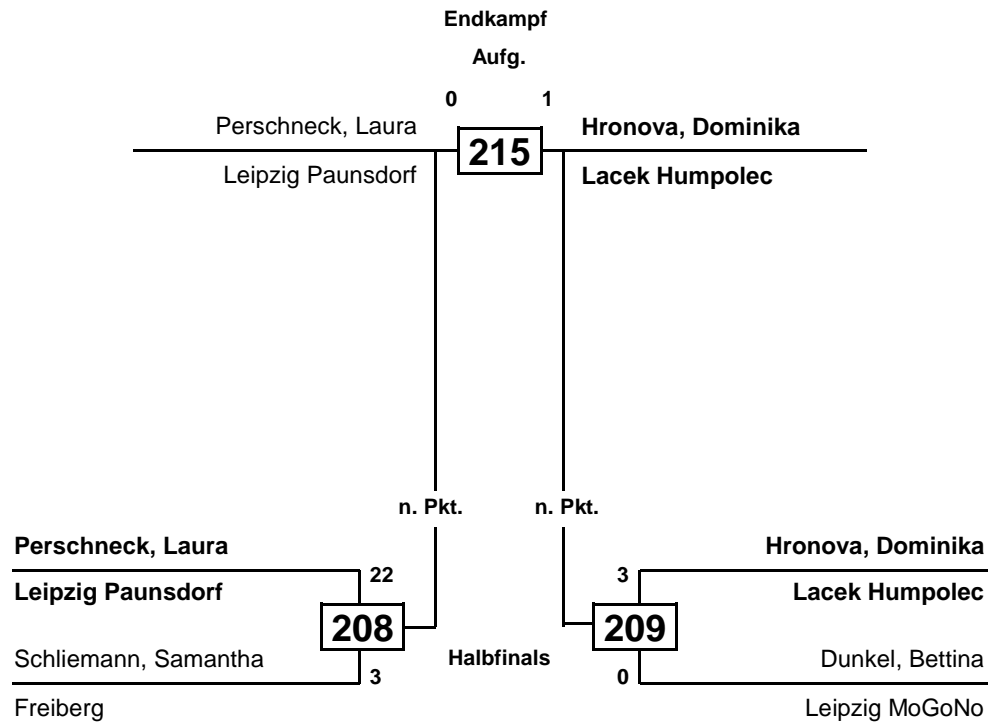 Endkampf
Aufg.
0 1
Perschneck, Laura
Leipzig Paunsdorf
215
Hronova, Dominika
Lacek Humpolec
n. Pkt. n. Pkt.
Perschneck, Laura
Leipzig Paunsdorf
22
208
Schliemann, Samantha
3
Freiberg
Halbfinals
Hronova, Dominika
3
Lacek Humpolec
209
Dunkel, Bettina
0
Leipzig MoGoNo